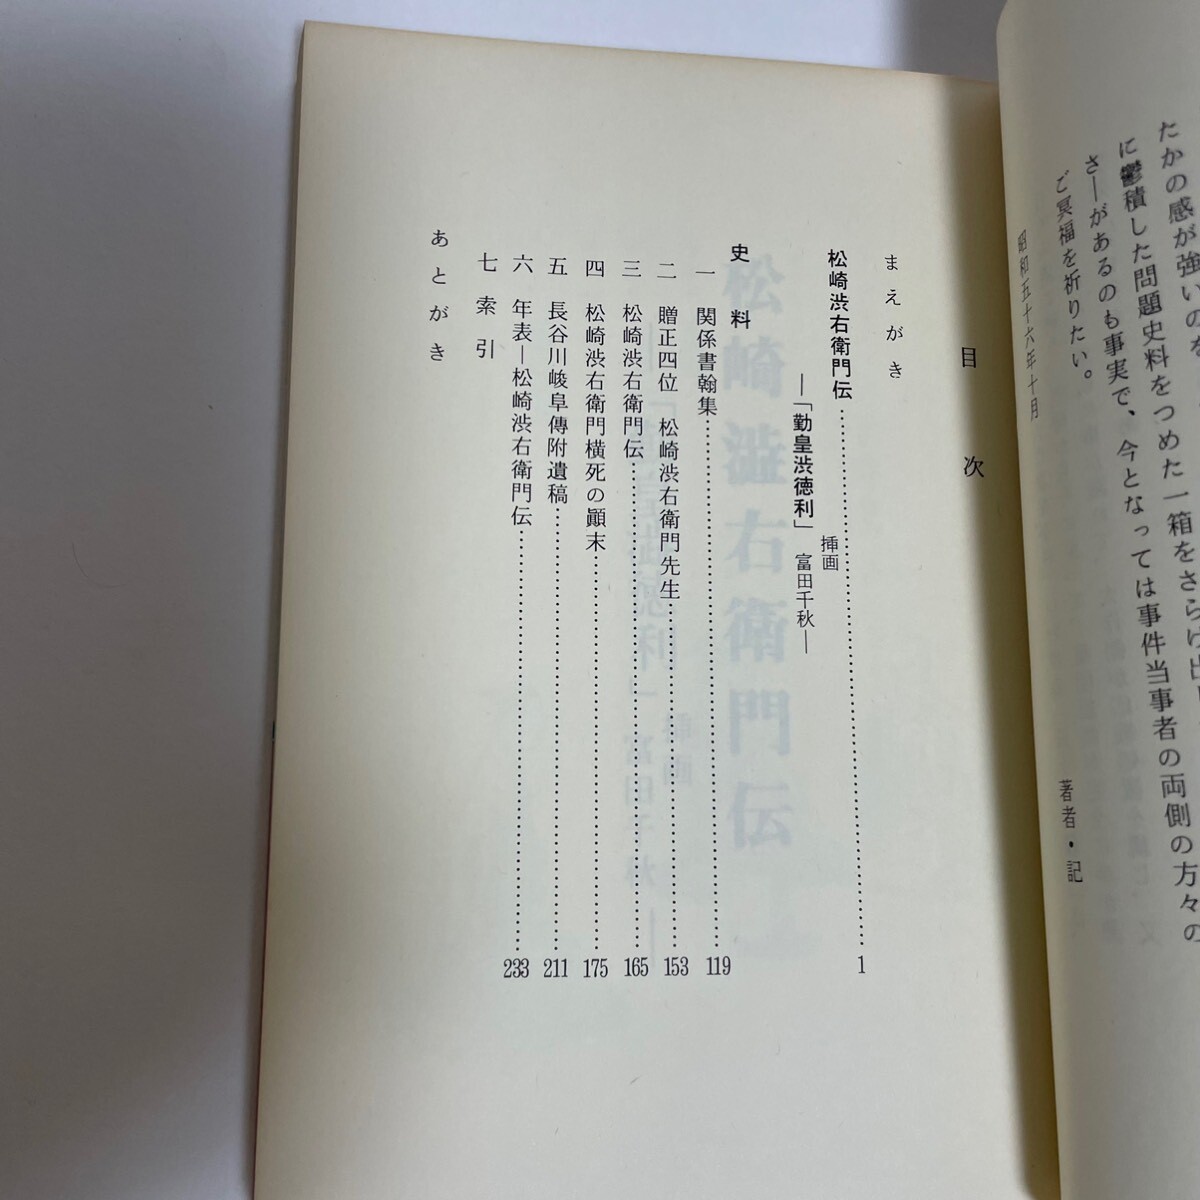 たかの感が強いのを、
に鬱積した問題史料をつめた一箱をさらけ出し
さ―があるのも事実で、今となっては事件当事者の両側の方々の
ご冥福を祈りたい。
昭和五十六年十月
著者・記
目次
まえがき
松崎渋右衛門伝……………1
―「勤皇渋徳利」 挿画 富田千秋―
史料
一 関係書翰集……………119
二 贈正四位 松崎渋右衛門先生……………153
三 松崎渋右衛門伝……………165
四 松崎渋右衛門横死の顚末……………175
五 長谷川峻阜傳附遺稿……………211
六 年表―松崎渋右衛門伝……………233
七 索引
あとがき